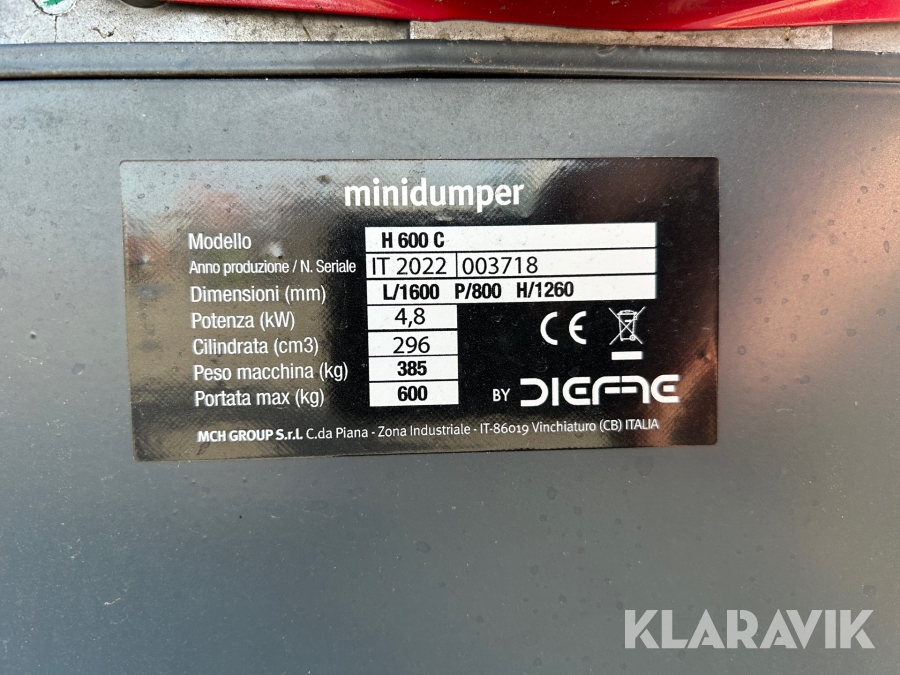 minidumper
Modello H 600 C
Anno produzione / N. Seriale IT 2022 003718
Dimensioni (mm) L/1600 P/800 H/1260
Potenza (kW) 4,8
Cilindrata (cm3) 296
Peso macchina (kg) 385
Portata max (kg) 600
CE
BY DIEFFE
MCH GROUP S.r.l. C.da Piana - Zona Industriale - IT-86019 Vinchiaturo (CB) ITALIA
KLARAVIK